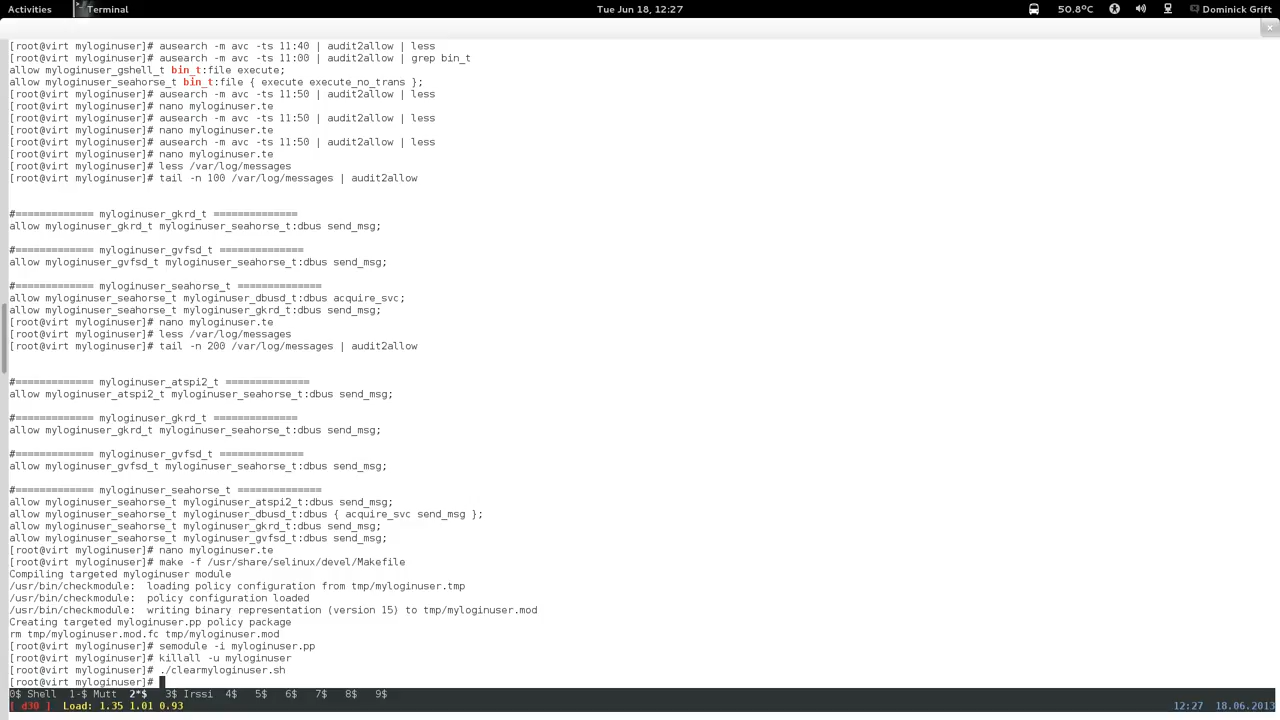 Activities Terminal Tue Jun 18, 12:27 50.8°C Dominick Grift
[root@virt myloginuser]# ausearch -m avc -ts 11:40 | audit2allow | less
[root@virt myloginuser]# ausearch -m avc -ts 11:00 | audit2allow | grep bin_t
allow myloginuser_gshell_t bin_t:file execute;
allow myloginuser_seahorse_t bin_t:file { execute execute_no_trans };
[root@virt myloginuser]# ausearch -m avc -ts 11:50 | audit2allow | less
[root@virt myloginuser]# nano myloginuser.te
[root@virt myloginuser]# ausearch -m avc -ts 11:50 | audit2allow | less
[root@virt myloginuser]# nano myloginuser.te
[root@virt myloginuser]# ausearch -m avc -ts 11:50 | audit2allow | less
[root@virt myloginuser]# nano myloginuser.te
[root@virt myloginuser]# less /var/log/messages
[root@virt myloginuser]# tail -n 100 /var/log/messages | audit2allow
#============= myloginuser_gkrd_t ==============
allow myloginuser_gkrd_t myloginuser_seahorse_t:dbus send_msg;
#============= myloginuser_gvfsd_t ==============
allow myloginuser_gvfsd_t myloginuser_seahorse_t:dbus send_msg;
#============= myloginuser_seahorse_t ==============
allow myloginuser_seahorse_t myloginuser_dbusd_t:dbus acquire_svc;
allow myloginuser_seahorse_t myloginuser_gkrd_t:dbus send_msg;
[root@virt myloginuser]# nano myloginuser.te
[root@virt myloginuser]# less /var/log/messages
[root@virt myloginuser]# tail -n 200 /var/log/messages | audit2allow
#============= myloginuser_atspi2_t ==============
allow myloginuser_atspi2_t myloginuser_seahorse_t:dbus send_msg;
#============= myloginuser_gkrd_t ==============
allow myloginuser_gkrd_t myloginuser_seahorse_t:dbus send_msg;
#============= myloginuser_gvfsd_t ==============
allow myloginuser_gvfsd_t myloginuser_seahorse_t:dbus send_msg;
#============= myloginuser_seahorse_t ==============
allow myloginuser_seahorse_t myloginuser_atspi2_t:dbus send_msg;
allow myloginuser_seahorse_t myloginuser_dbusd_t:dbus { acquire_svc send_msg };
allow myloginuser_seahorse_t myloginuser_gkrd_t:dbus send_msg;
allow myloginuser_seahorse_t myloginuser_gvfsd_t:dbus send_msg;
[root@virt myloginuser]# nano myloginuser.te
[root@virt myloginuser]# make -f /usr/share/selinux/devel/Makefile
Compiling targeted myloginuser module
/usr/bin/checkmodule:  loading policy configuration from tmp/myloginuser.tmp
/usr/bin/checkmodule:  policy configuration loaded
/usr/bin/checkmodule:  writing binary representation (version 15) to tmp/myloginuser.mod
Creating targeted myloginuser.pp policy package
rm tmp/myloginuser.mod.fc tmp/myloginuser.mod
[root@virt myloginuser]# semodule -i myloginuser.pp
[root@virt myloginuser]# killall -u myloginuser
[root@virt myloginuser]# ./clearmyloginuser.sh
[root@virt myloginuser]#
0$ Shell 1-$ Mutt 2*$ 3$ Irssi 4$ 5$ 6$ 7$ 8$ 9$
[ d30 ] Load: 1.35 1.01 0.93 12:27 18.06.2013